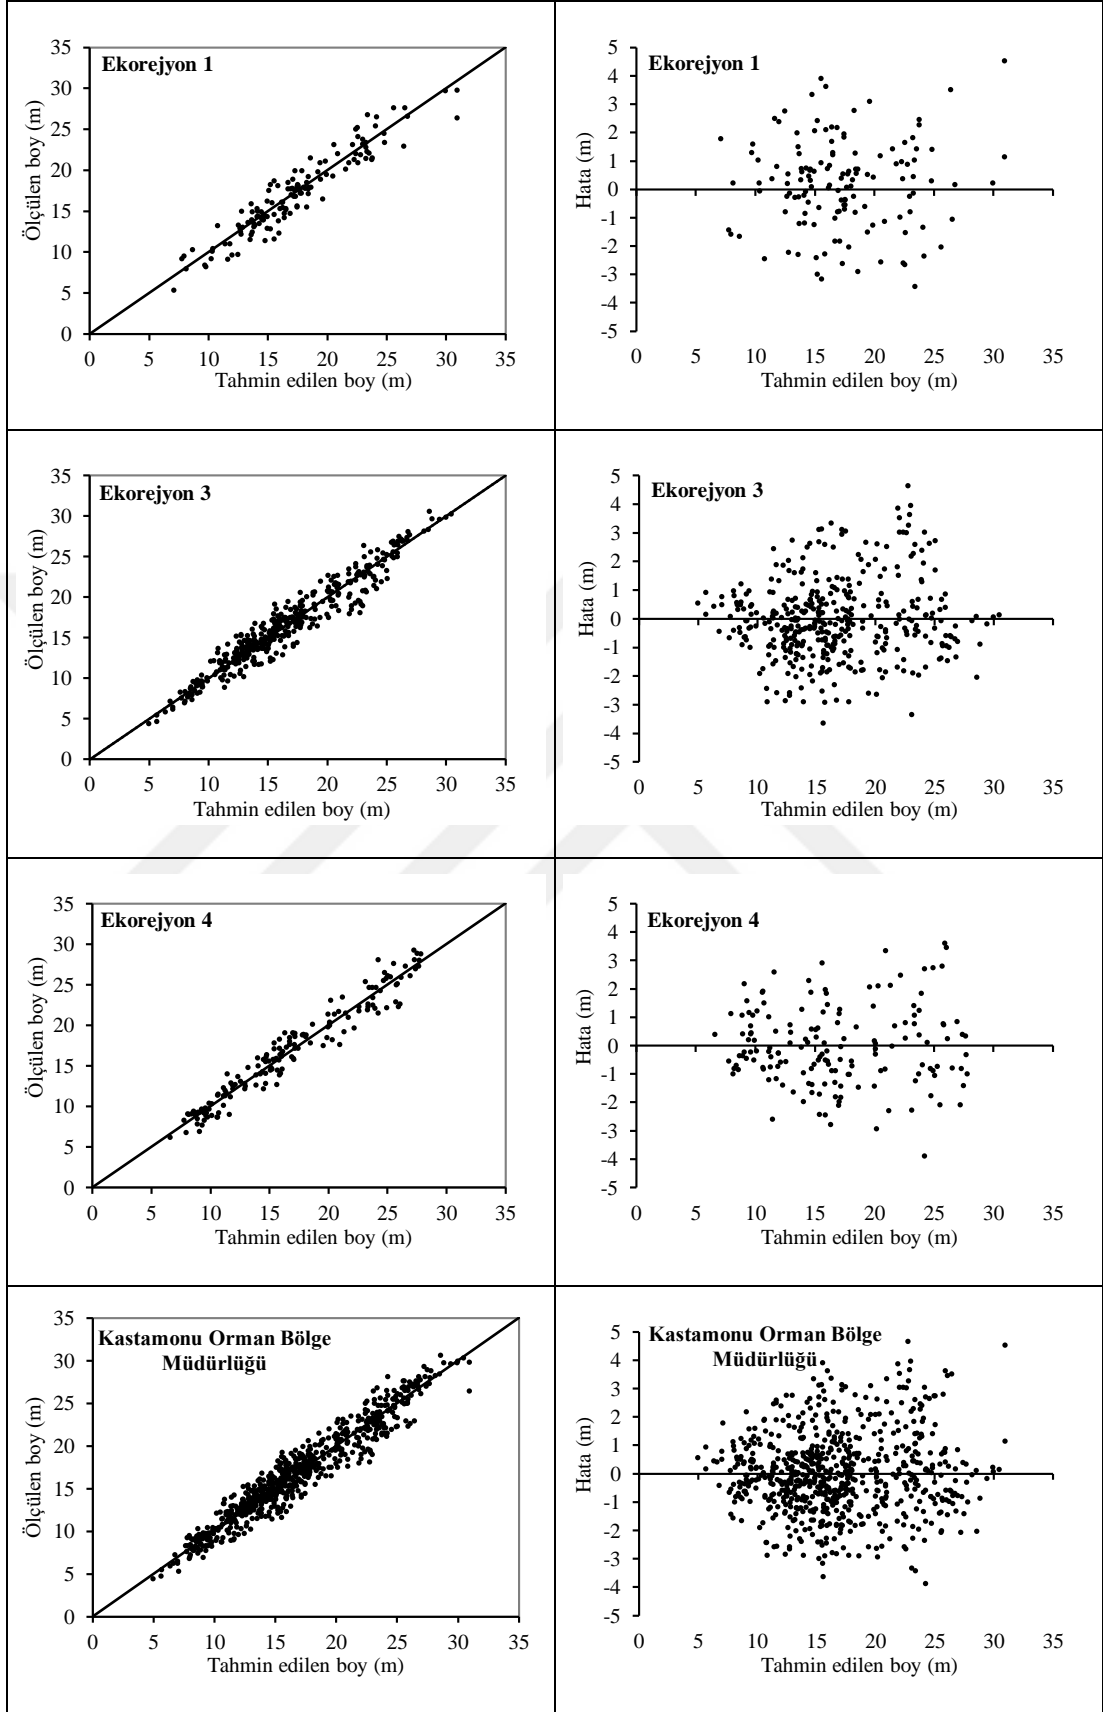 Ekorejyon 1
Ölçülen boy (m)
35
30
25
20
15
10
5
0
0 5 10 15 20 25 30 35
Tahmin edilen boy (m)
Ekorejyon 1
Hata (m)
5
4
3
2
1
0
-1
-2
-3
-4
-5
0 5 10 15 20 25 30 35
Tahmin edilen boy (m)
Ekorejyon 3
Ölçülen boy (m)
35
30
25
20
15
10
5
0
0 5 10 15 20 25 30 35
Tahmin edilen boy (m)
Ekorejyon 3
Hata (m)
5
4
3
2
1
0
-1
-2
-3
-4
-5
0 5 10 15 20 25 30 35
Tahmin edilen boy (m)
Ekorejyon 4
Ölçülen boy (m)
35
30
25
20
15
10
5
0
0 5 10 15 20 25 30 35
Tahmin edilen boy (m)
Ekorejyon 4
Hata (m)
5
4
3
2
1
0
-1
-2
-3
-4
-5
0 5 10 15 20 25 30 35
Tahmin edilen boy (m)
Kastamonu Orman Bölge
Müdürlüğü
Ölçülen boy (m)
35
30
25
20
15
10
5
0
0 5 10 15 20 25 30 35
Tahmin edilen boy (m)
Kastamonu Orman Bölge
Müdürlüğü
Hata (m)
5
4
3
2
1
0
-1
-2
-3
-4
-5
0 5 10 15 20 25 30 35
Tahmin edilen boy (m)